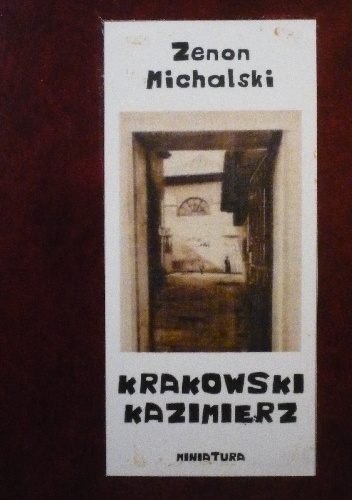 Zenon
Michalski
KRAKOWSKI
KAZIMIERZ
MINIATURA